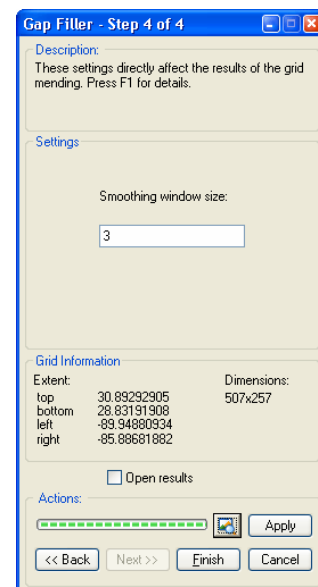 Gap Filler - Step 4 of 4
Description:
These settings directly affect the results of the grid
mending. Press F1 for details.
Settings
Smoothing window size:
3
Grid Information
Extent:
Dimensions:
top 30.89292905 507x257
bottom 28.83191908
left -89.94880934
right -85.88681882
Open results
Actions:
Apply
<< Back Next >> Finish Cancel